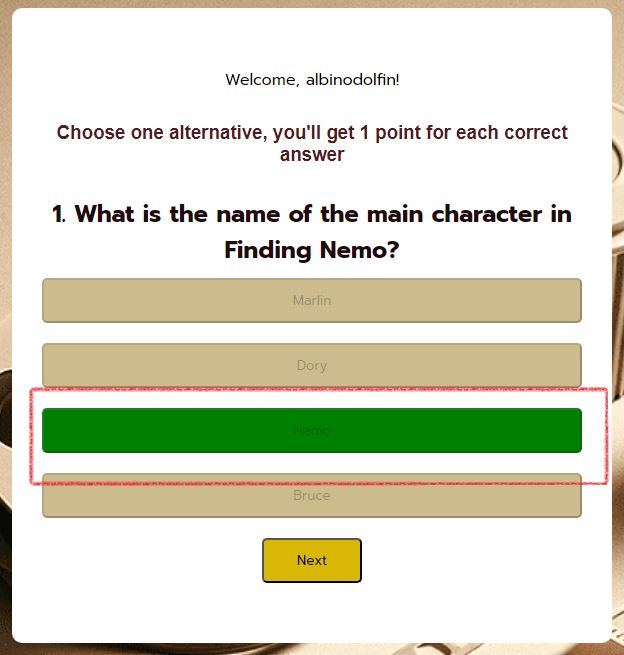 Welcome, albinodolfin!
Choose one alternative, you'll get 1 point for each correct
answer
1. What is the name of the main character in
Finding Nemo?
Marlin
Dory
Nemo
Bruce
Next